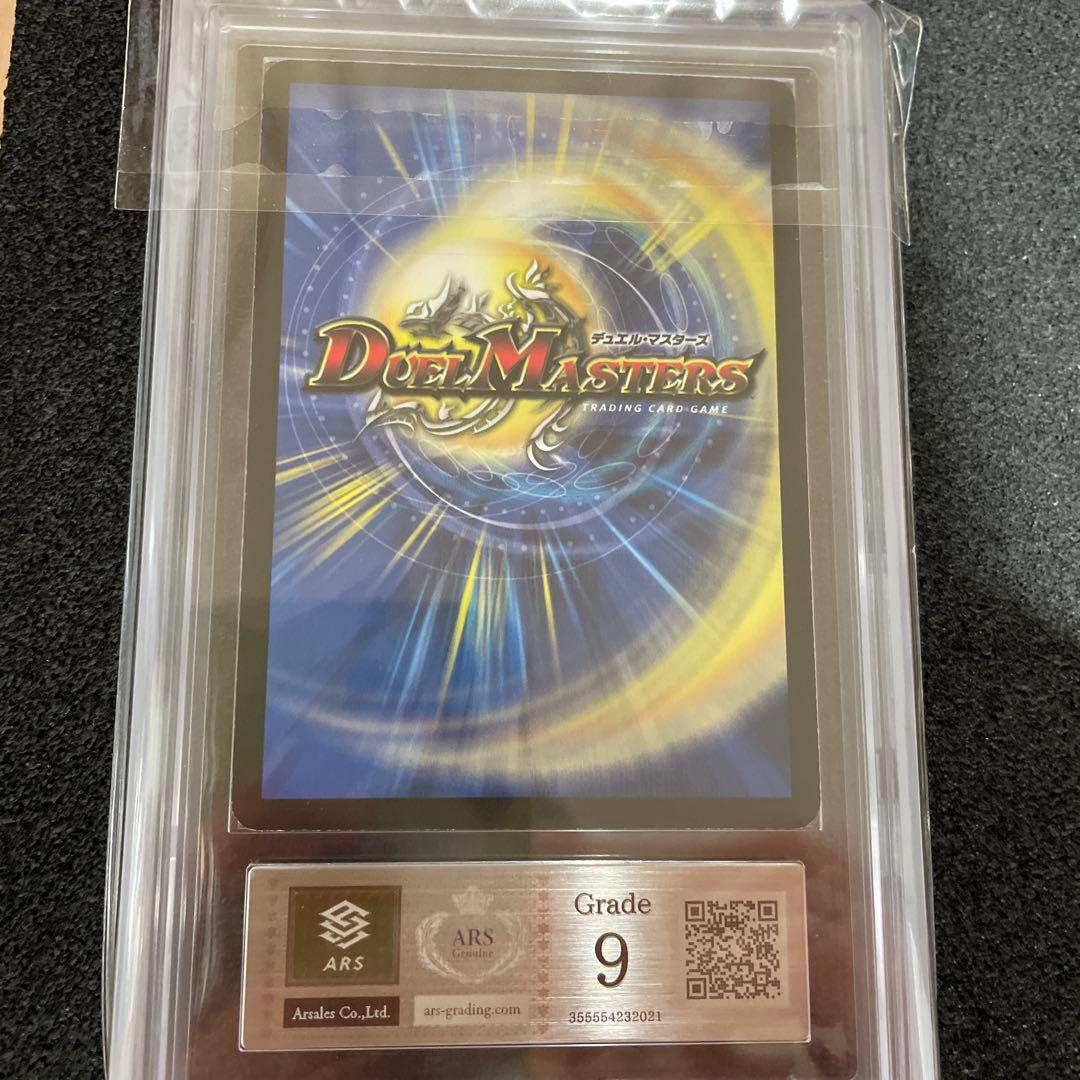 デュエル・マスターズ
DUEL MASTERS
TRADING CARD GAME
ARS
Arsales Co.,Ltd.
ARS
Genuine
ars-grading.com
Grade
9
355554232021